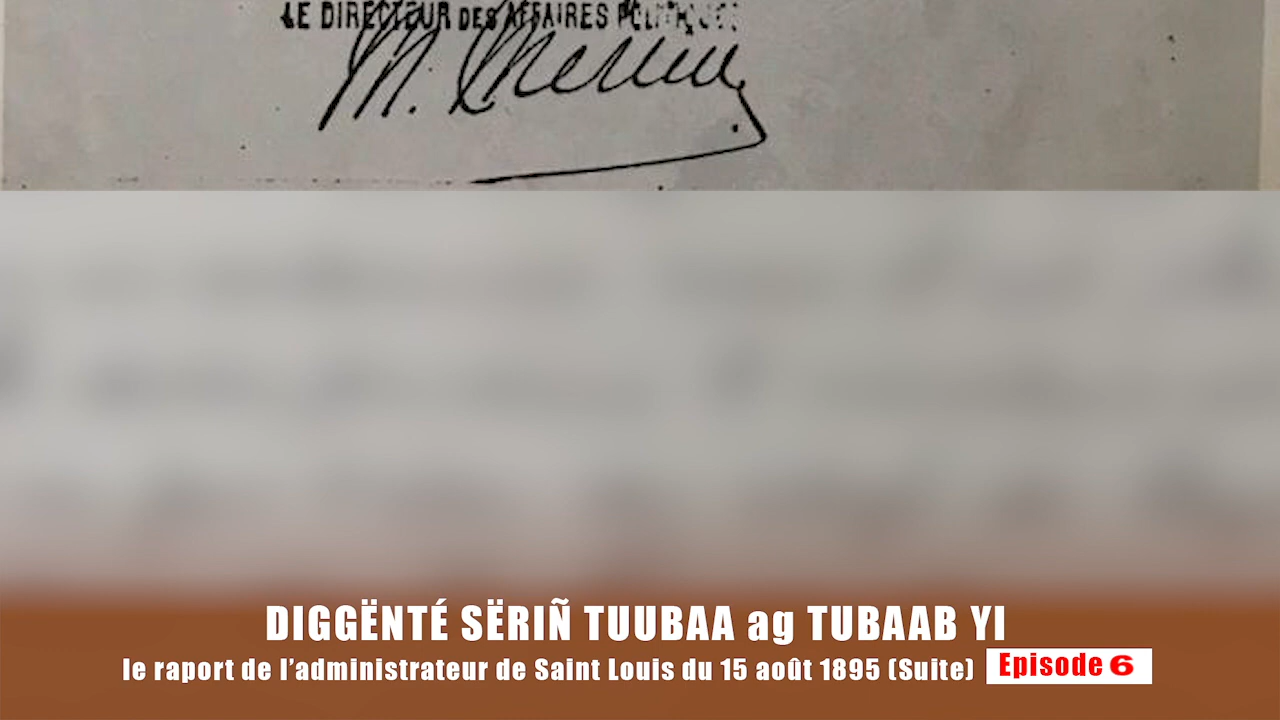 LE DIRECTEUR DES AFFAIRES POLITIQUES
M. Merlin
DIGGËNTÉ SËRIÑ TUUBAA ag TUBAAB YI
le raport de l’administrateur de Saint Louis du 15 août 1895 (Suite) Episode 6